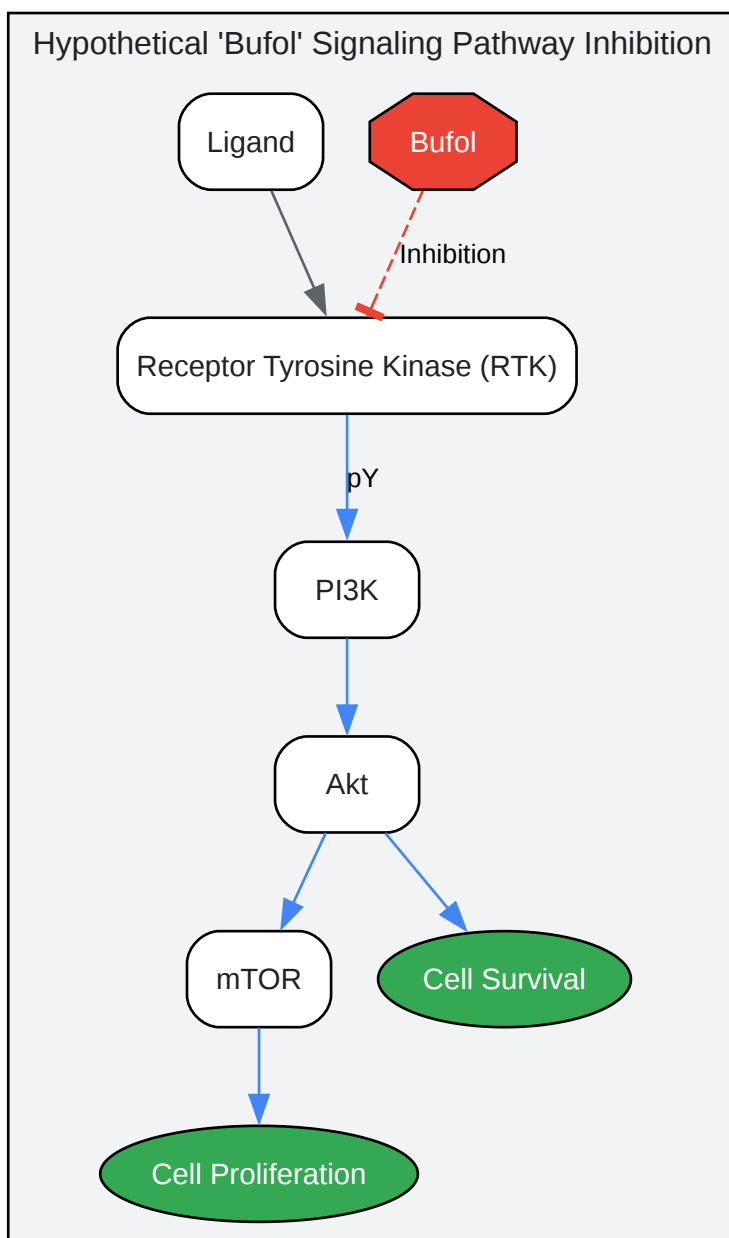 Hypothetical 'Bufol' Signaling Pathway Inhibition
Ligand
Bufol
Inhibition
Receptor Tyrosine Kinase (RTK)
pY
PI3K
Akt
mTOR
Cell Survival
Cell Proliferation